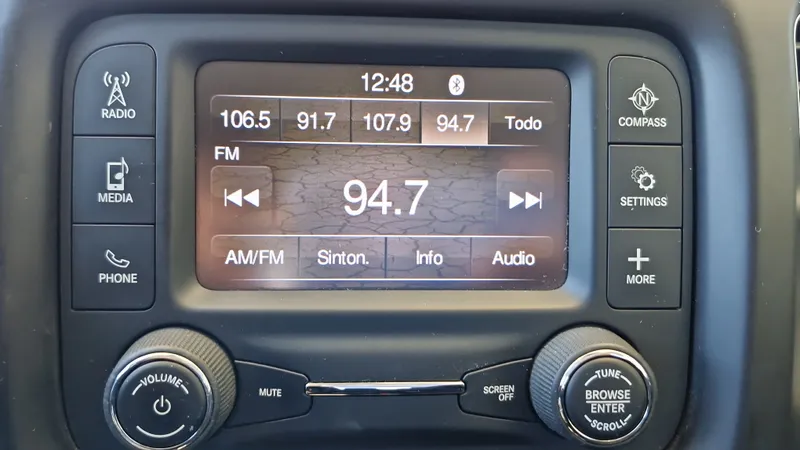 12:48
106.5 91.7 107.9 94.7 Todo
FM
94.7
AM/FM Sinton. Info Audio
RADIO
MEDIA
PHONE
N
COMPASS
SETTINGS
MORE
VOLUME
MUTE
SCREEN
OFF
TUNE
BROWSE
ENTER
SCROLL